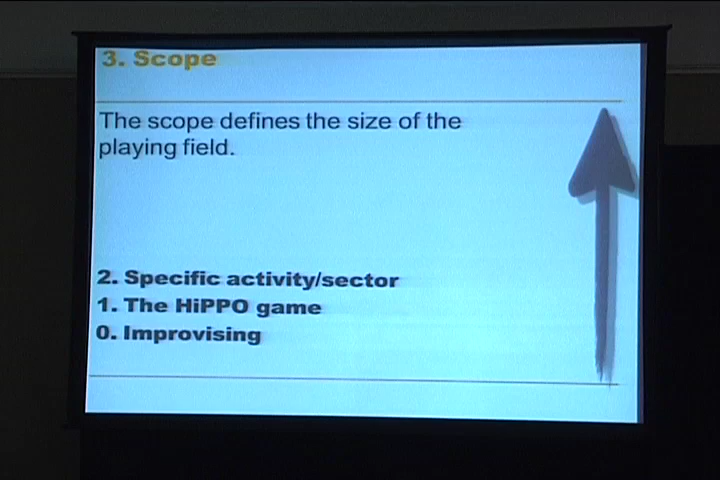 3. Scope
The scope defines the size of the
playing field.
2. Specific activity/sector
1. The HiPPO game
0. Improvising